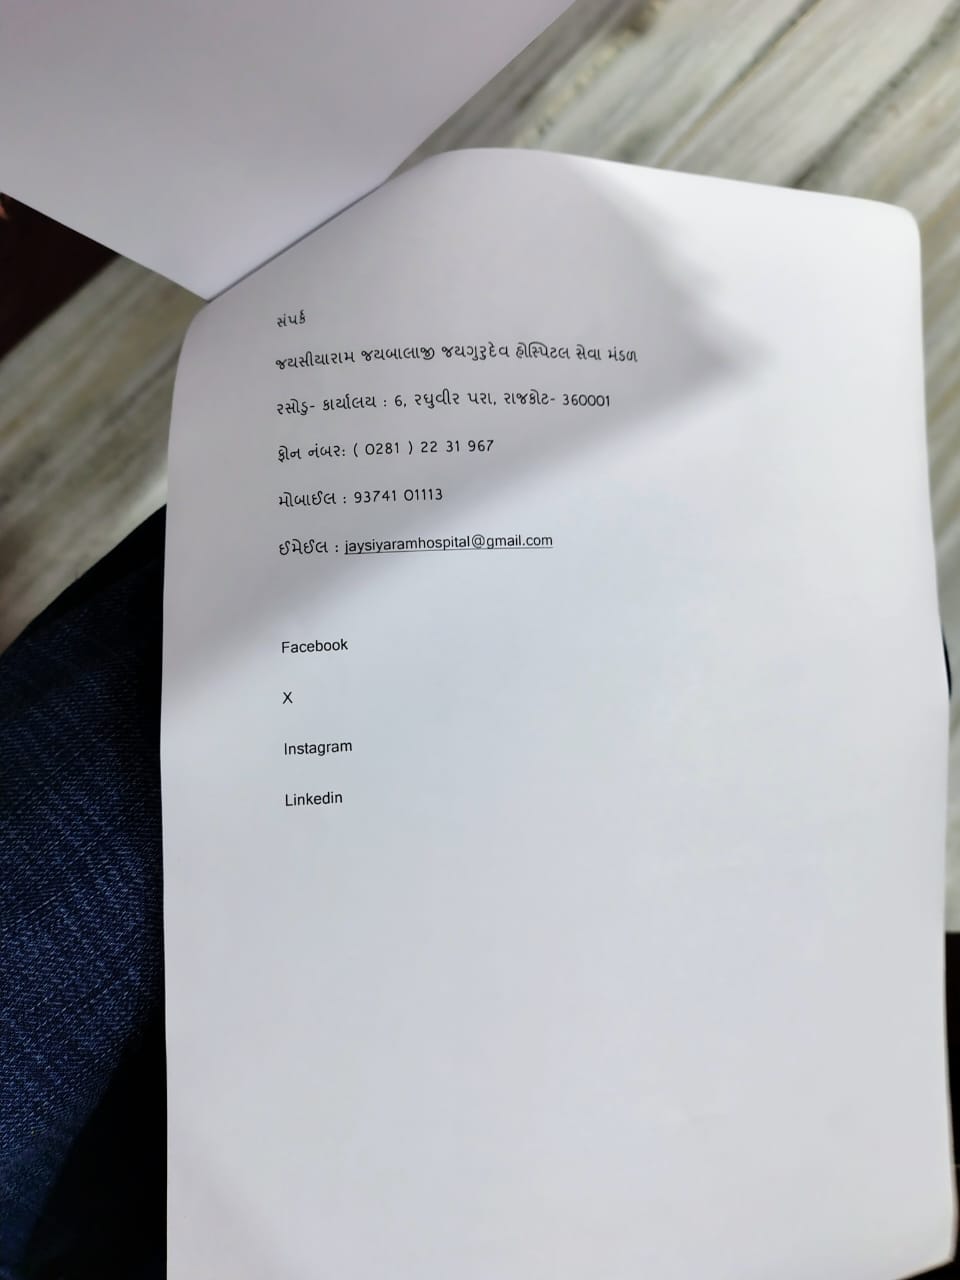 સંપર્ક
જયસીયારામ જયબાલાજી જયગુરુદેવ હોસ્પિટલ સેવા મંડળ
રસોડુ- કાર્યાલય : 6, રઘુવીર પરા, રાજકોટ- 360001
ફોન નંબર: ( 0281 ) 22 31 967
મોબાઈલ : 93741 01113
ઈમેઈલ : jaysiyaramhospital@gmail.com
Facebook
X
Instagram
Linkedin